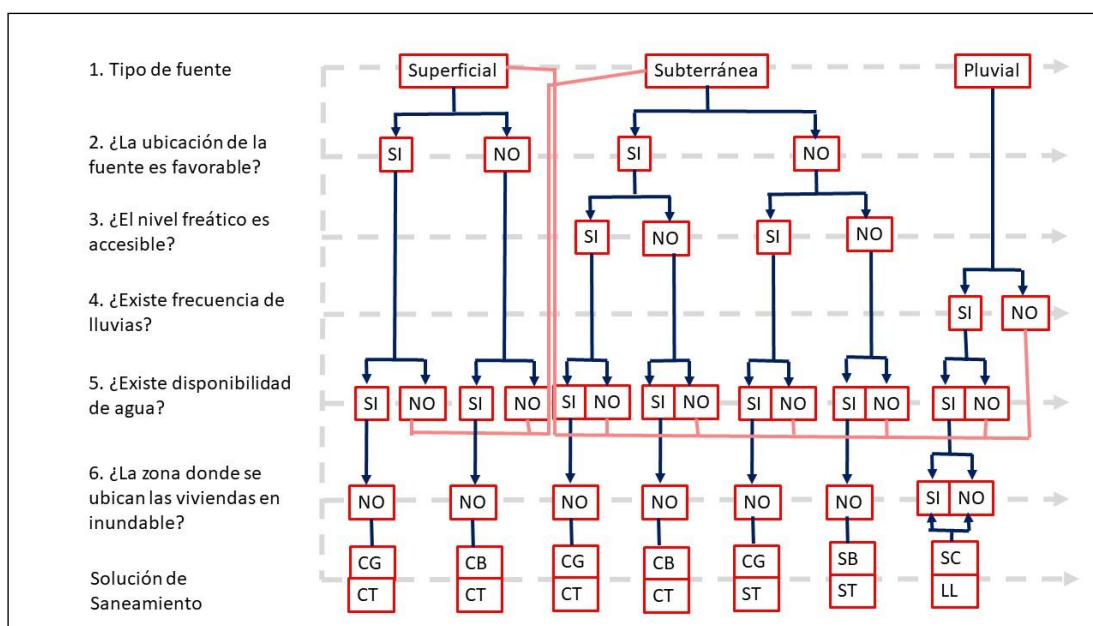 1. Tipo de fuente
Superficial
Subterránea
Pluvial
2. ¿La ubicación de la
fuente es favorable?
SI
NO
SI
NO
3. ¿El nivel freático es
accesible?
SI
NO
SI
NO
4. ¿Existe frecuencia de
lluvias?
SI
NO
5. ¿Existe disponibilidad
de agua?
SI
NO
SI
NO
SI
NO
SI
NO
SI
NO
SI
NO
SI
NO
6. ¿La zona donde se
ubican las viviendas en
inundable?
NO
NO
NO
NO
NO
NO
SI
NO
Solución de
Saneamiento
CG
CB
CG
CB
CG
SB
SC
CT
CT
CT
CT
ST
ST
LL